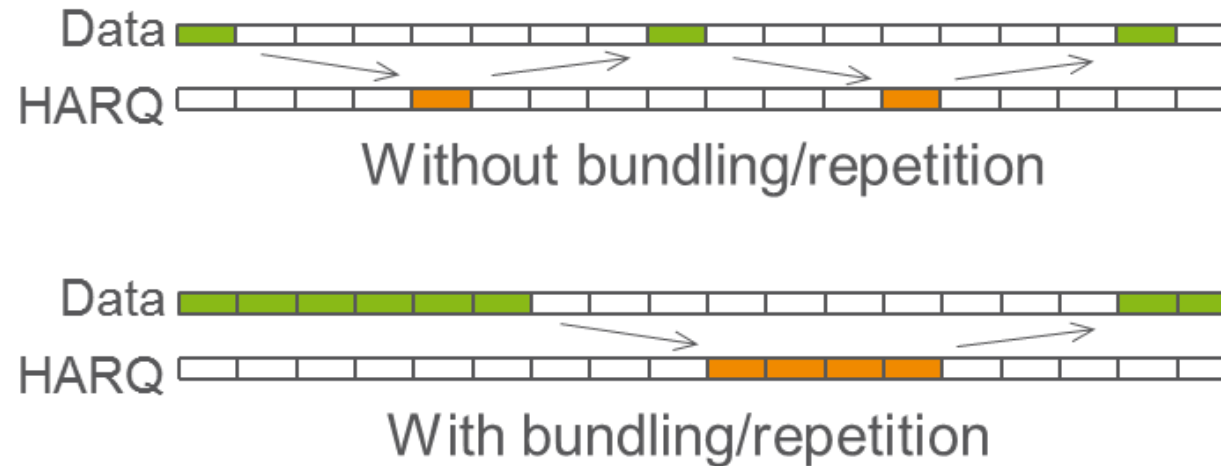 Data
HARQ
Without bundling/repetition
Data
HARQ
With bundling/repetition